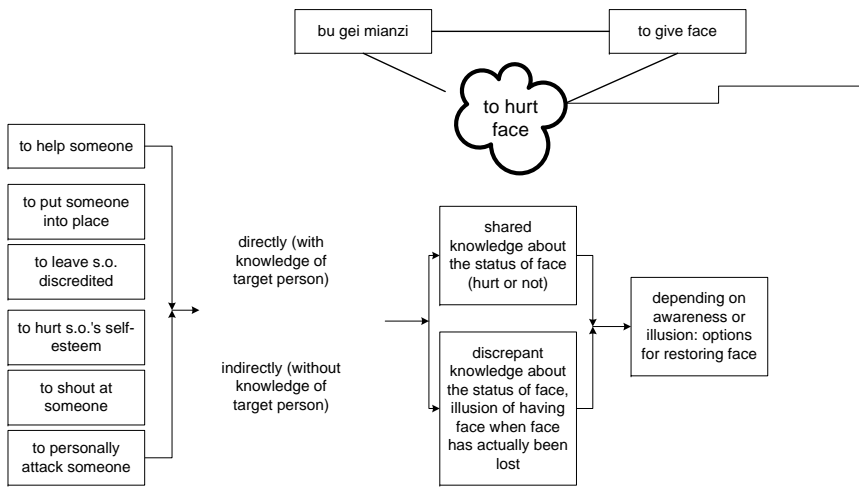 bu gei mianzi
to give face
to hurt
face
to help someone
to put someone
into place
to leave s.o.
discredited
to hurt s.o.'s self-
esteem
to shout at
someone
to personally
attack someone
directly (with
knowledge of
target person)
indirectly (without
knowledge of
target person)
shared
knowledge about
the status of face
(hurt or not)
discrepant
knowledge about
the status of face,
illusion of having
face when face
has actually been
lost
depending on
awareness or
illusion: options
for restoring face